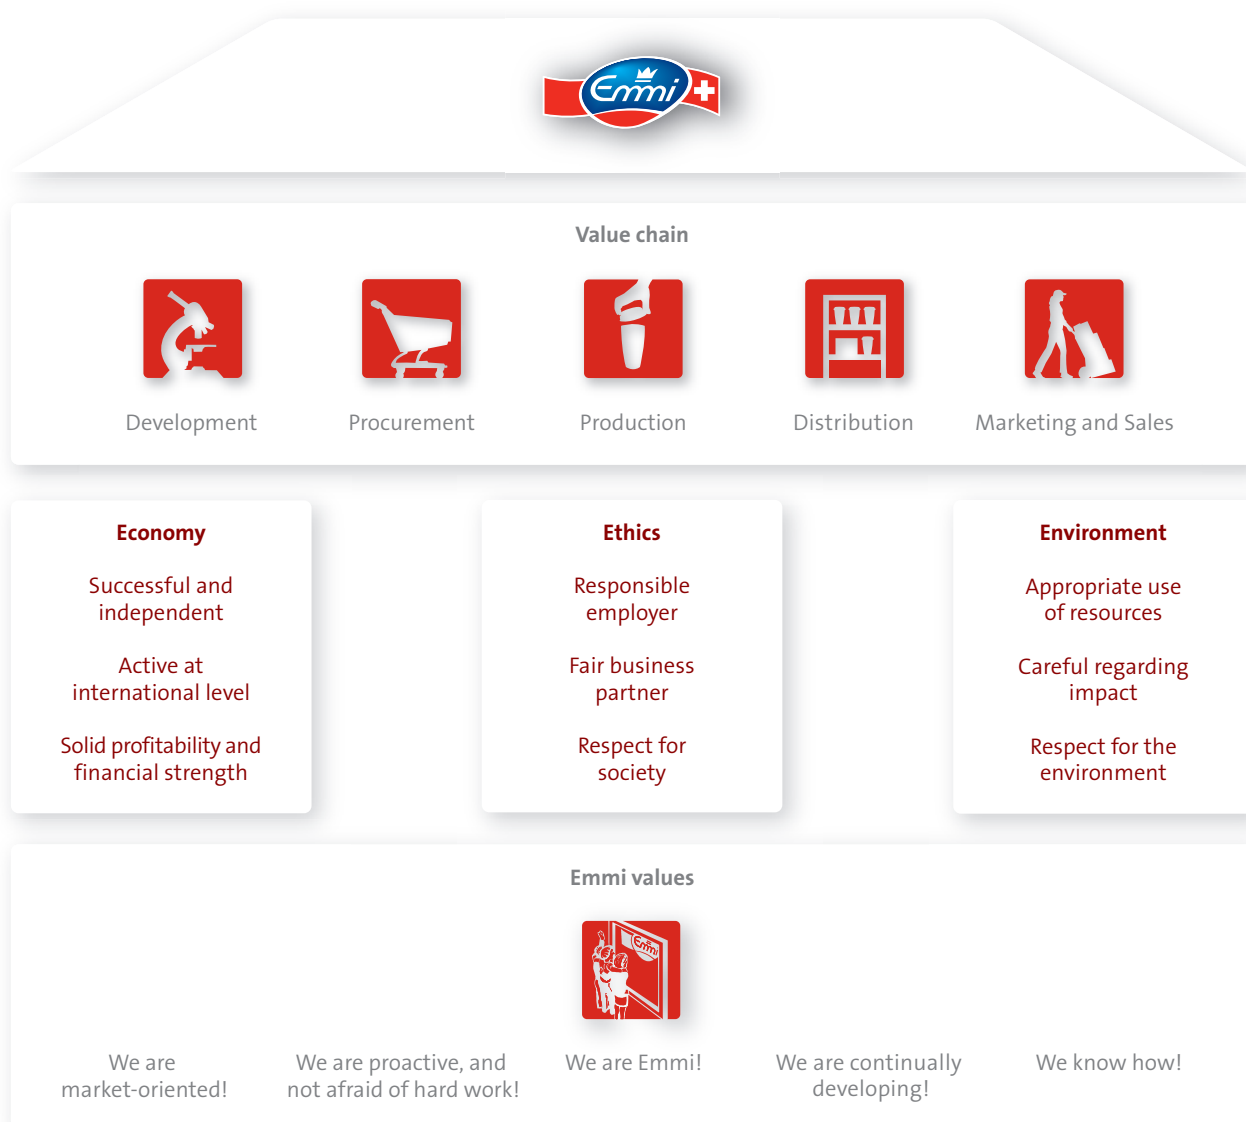 Emmi
Value chain
Development
Procurement
Production
Distribution
Marketing and Sales
Economy
Successful and
independent
Active at
international level
Solid profitability and
financial strength
Ethics
Responsible
employer
Fair business
partner
Respect for
society
Environment
Appropriate use
of resources
Careful regarding
impact
Respect for the
environment
Emmi values
Emmi
We are
market-oriented!
We are proactive, and
not afraid of hard work!
We are Emmi!
We are continually
developing!
We know how!